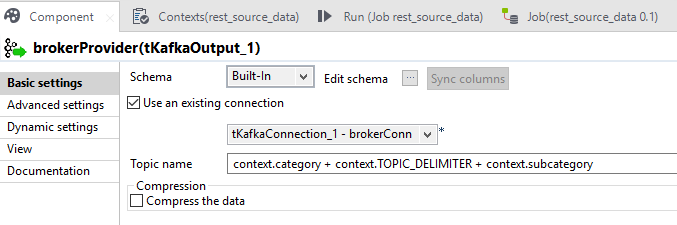 Component Contexts(rest_source_data) Run (Job rest_source_data) Job(rest_source_data 0.1)
brokerProvider(tKafkaOutput_1)
Basic settings
Advanced settings
Dynamic settings
View
Documentation
Schema Built-In Edit schema ... Sync columns
Use an existing connection
tKafkaConnection_1 - brokerConn *
Topic name context.category + context.TOPIC_DELIMITER + context.subcategory
Compression
Compress the data